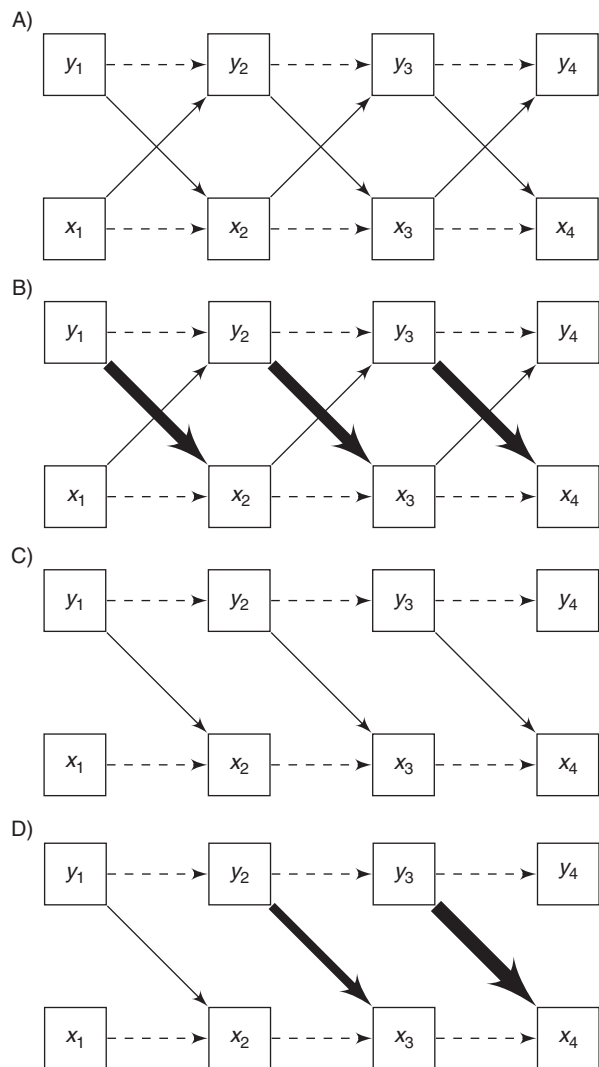 A)
y₁ y₂ y₃ y₄
x₁ x₂ x₃ x₄
B)
y₁ y₂ y₃ y₄
x₁ x₂ x₃ x₄
C)
y₁ y₂ y₃ y₄
x₁ x₂ x₃ x₄
D)
y₁ y₂ y₃ y₄
x₁ x₂ x₃ x₄